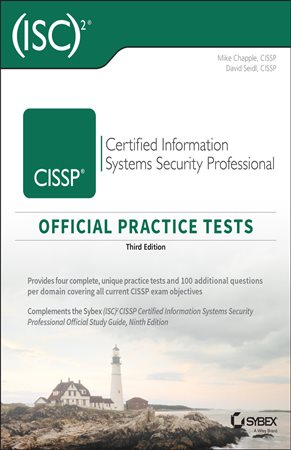 (ISC)²
Mike Chapple, CISSP
David Seidl, CISSP
CISSP®
Certified Information
Systems Security Professional
OFFICIAL PRACTICE TESTS
Third Edition
Provides four complete, unique practice tests and 100 additional questions
per domain covering all current CISSP exam objectives
Complements the Sybex (ISC)² CISSP Certified Information Systems Security
Professional Official Study Guide, Ninth Edition
SYBEX
A Wiley Brand